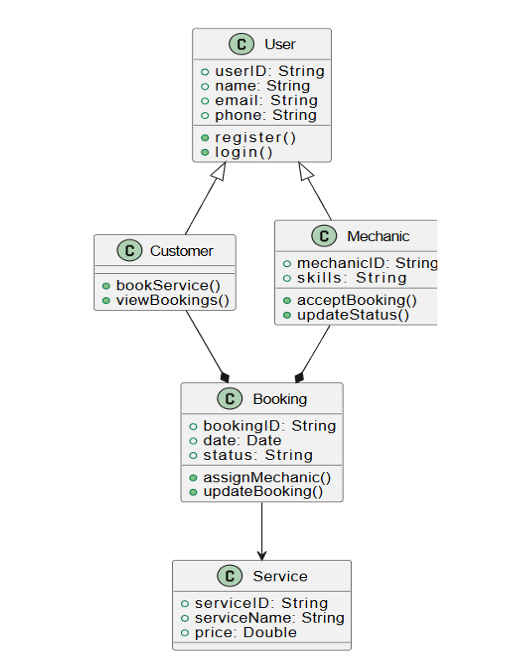 C User
userID: String
name: String
email: String
phone: String
register()
login()
C Customer
bookService()
viewBookings()
C Mechanic
mechanicID: String
skills: String
acceptBooking()
updateStatus()
C Booking
bookingID: String
date: Date
status: String
assignMechanic()
updateBooking()
C Service
serviceID: String
serviceName: String
price: Double